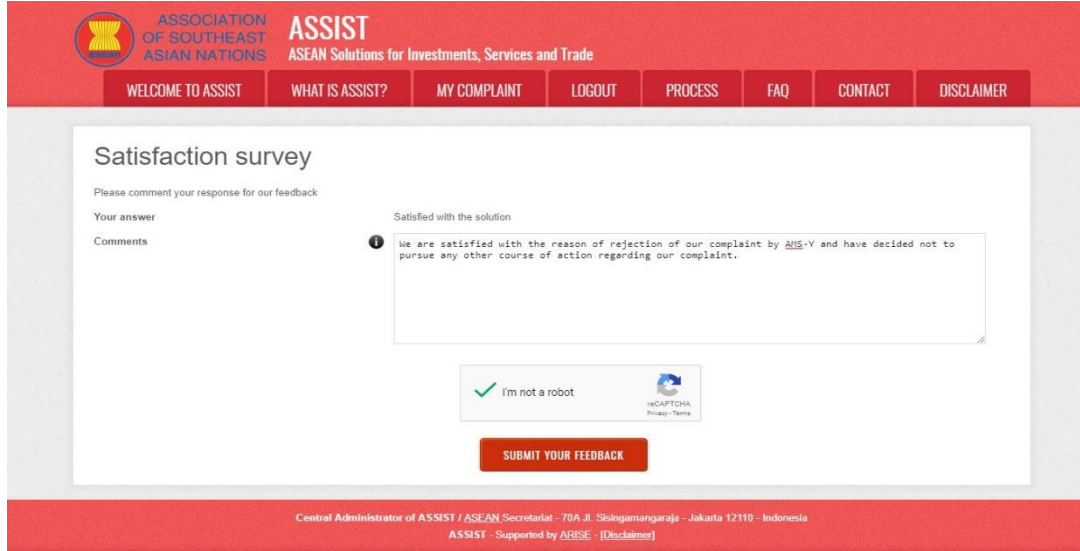 ASSOCIATION
OF SOUTHEAST
ASIAN NATIONS
asean
ASSIST
ASEAN Solutions for Investments, Services and Trade
WELCOME TO ASSIST WHAT IS ASSIST? MY COMPLAINT LOGOUT PROCESS FAQ CONTACT DISCLAIMER
Satisfaction survey
Please comment your response for our feedback
Your answer Satisfied with the solution
Comments i We are satisfied with the reason of rejection of our complaint by AMS-Y and have decided not to
pursue any other course of action regarding our complaint.
I'm not a robot
reCAPTCHA
Privacy - Terms
SUBMIT YOUR FEEDBACK
Central Administrator of ASSIST / ASEAN Secretariat - 70A Jl. Sisingamangaraja - Jakarta 12110 - Indonesia
ASSIST - Supported by ARISE - [Disclaimer]